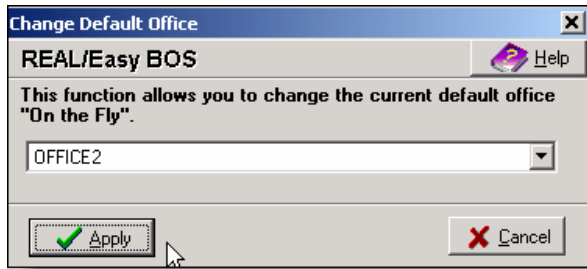 Change Default Office
REAL/Easy BOS
Help
This function allows you to change the current default office
"On the Fly".
OFFICE2
Apply
Cancel